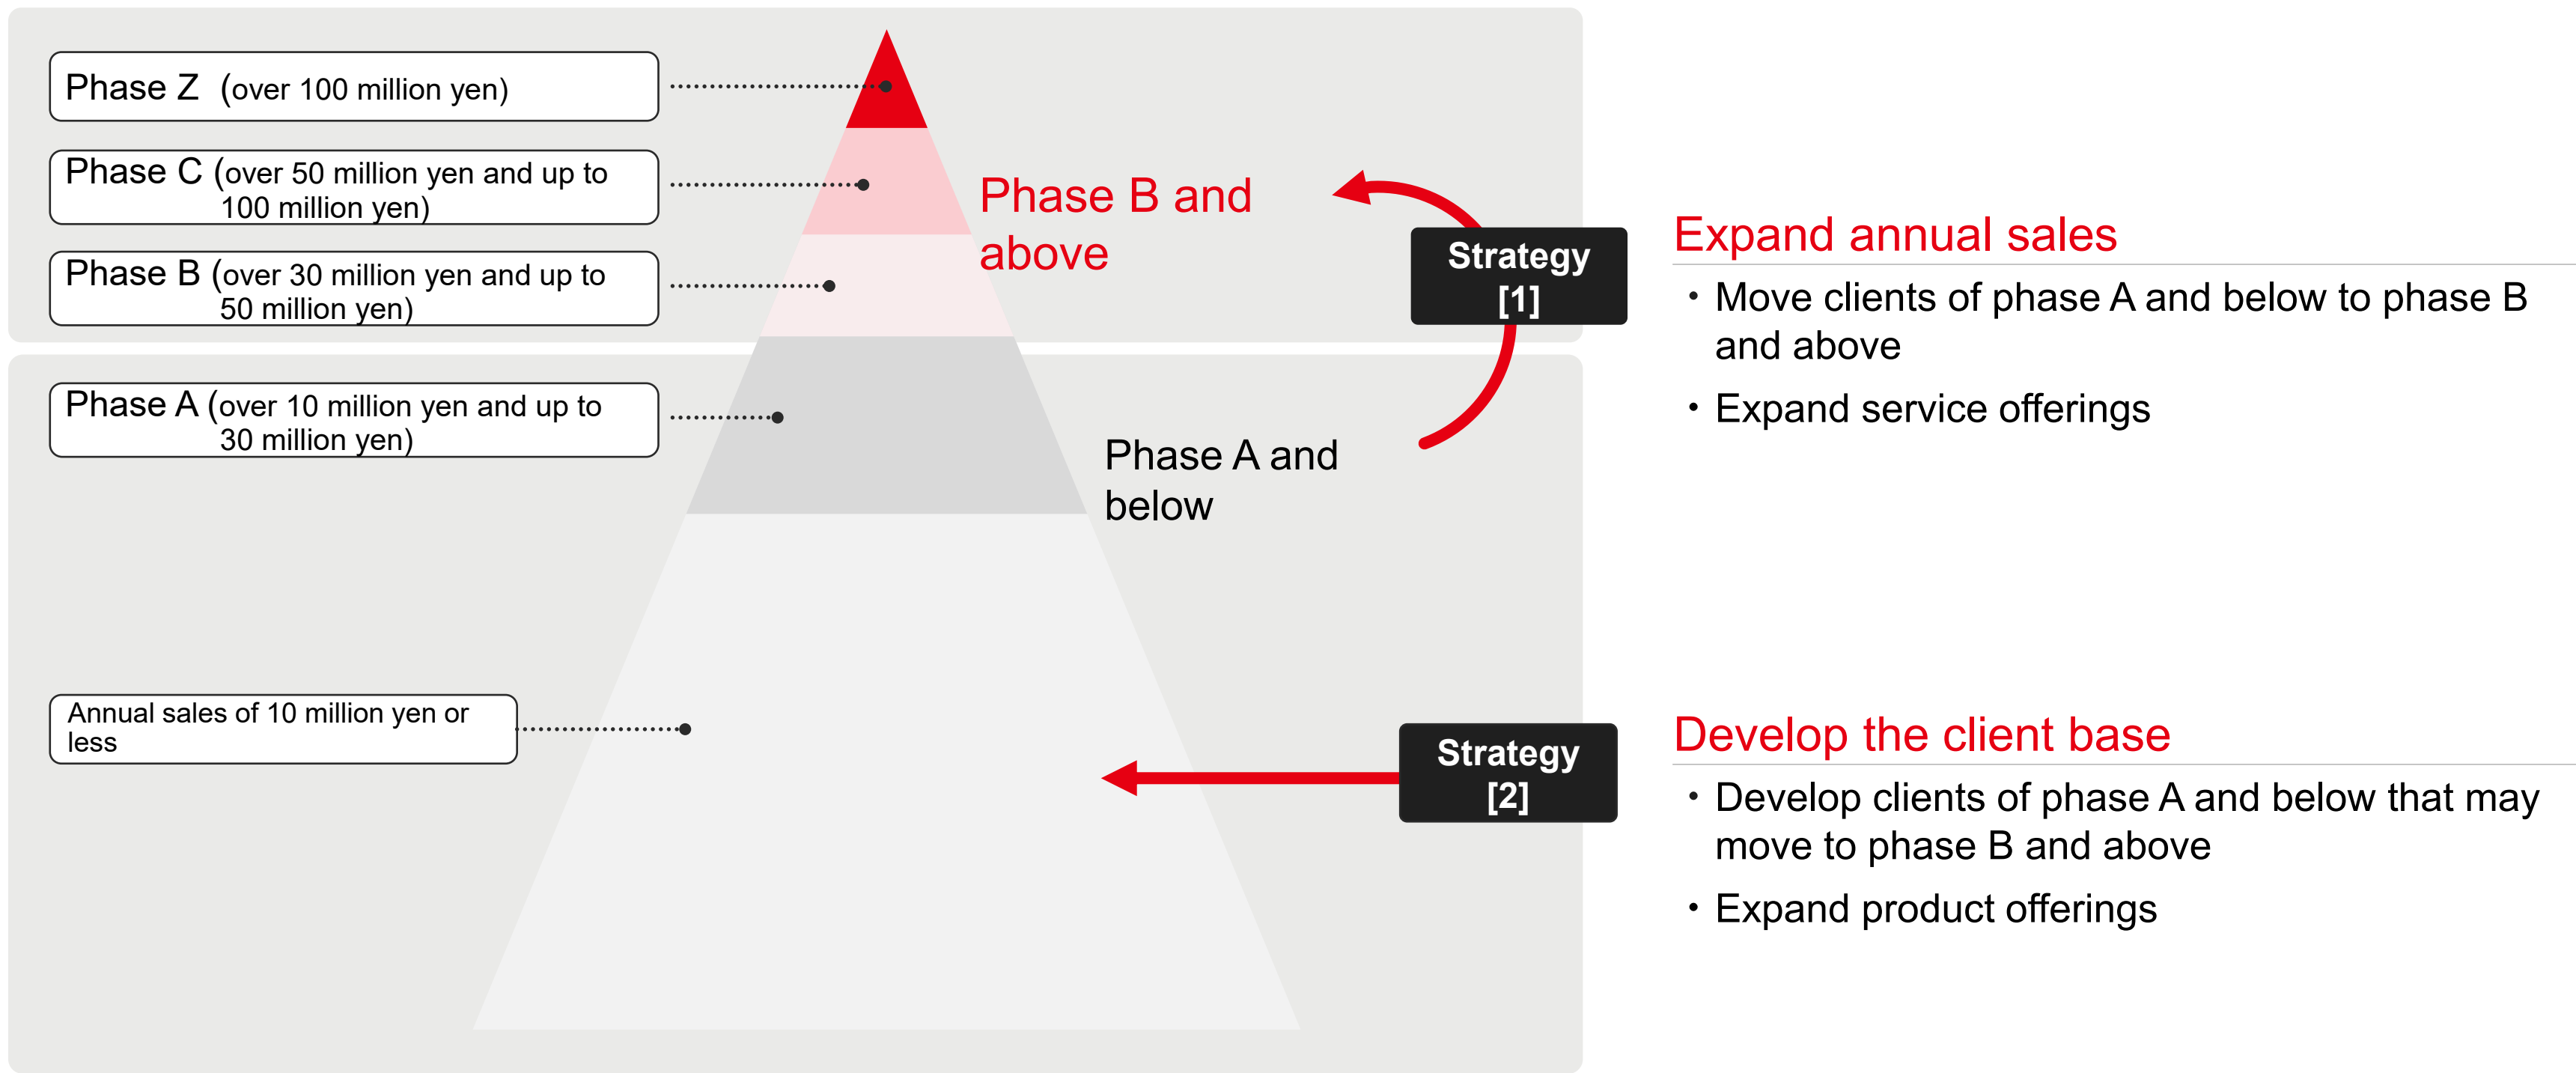 Phase Z (over 100 million yen)
Phase C (over 50 million yen and up to
100 million yen)
Phase B (over 30 million yen and up to
50 million yen)
Phase B and
above
Phase A (over 10 million yen and up to
30 million yen)
Phase A and
below
Annual sales of 10 million yen or
less
Strategy
[1]
Expand annual sales
・Move clients of phase A and below to phase B
and above
・Expand service offerings
Strategy
[2]
Develop the client base
・Develop clients of phase A and below that may
move to phase B and above
・Expand product offerings